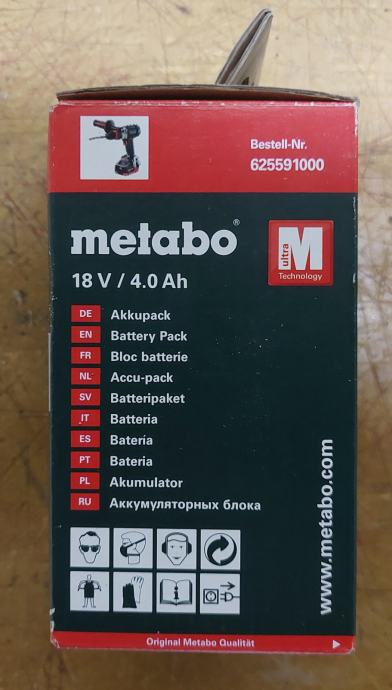 Bestell-Nr.
625591000
metabo®
ultra M Technology
18 V / 4.0 Ah
DE Akkupack
EN Battery Pack
FR Bloc batterie
NL Accu-pack
SV Batteripaket
IT Batteria
ES Batería
PT Bateria
PL Akumulator
RU Аккумуляторных блока
www.metabo.com
Original Metabo Qualität